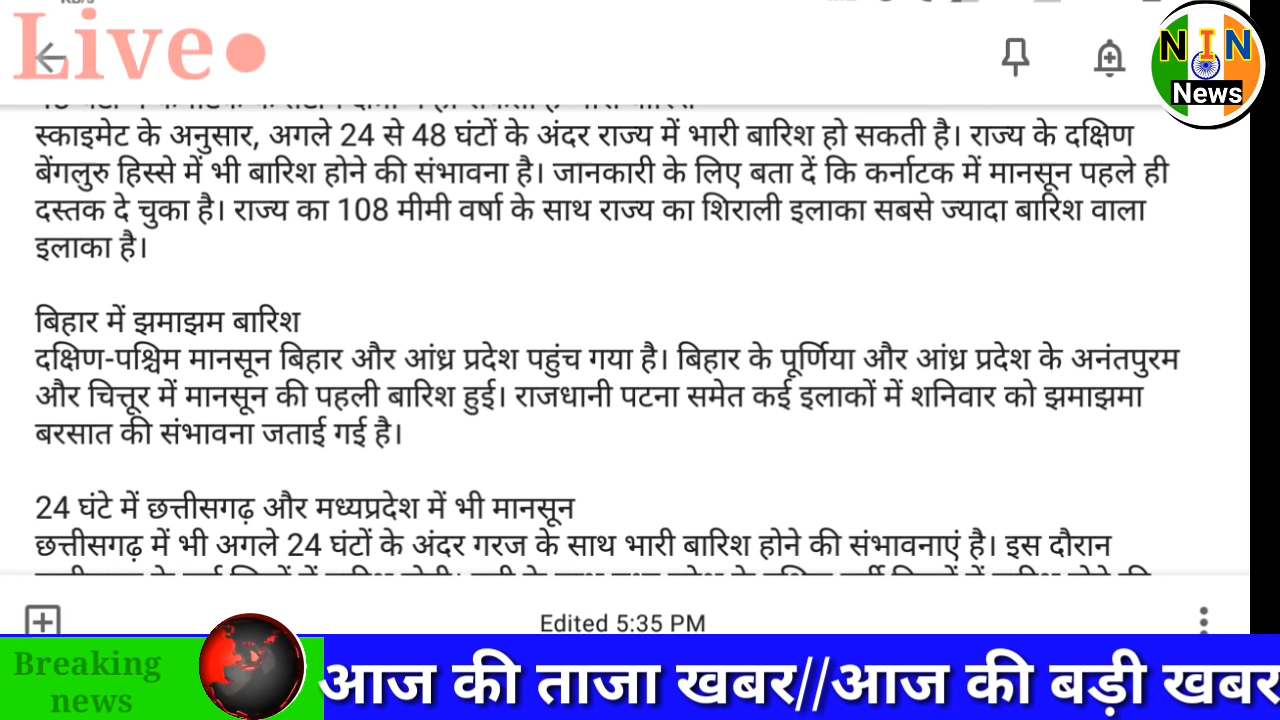 Live
NIN
News
स्काइमेट के अनुसार, अगले 24 से 48 घंटों के अंदर राज्य में भारी बारिश हो सकती है। राज्य के दक्षिण
बेंगलुरु हिस्से में भी बारिश होने की संभावना है। जानकारी के लिए बता दें कि कर्नाटक में मानसून पहले ही
दस्तक दे चुका है। राज्य का 108 मीमी वर्षा के साथ राज्य का शिराली इलाका सबसे ज्यादा बारिश वाला
इलाका है।
बिहार में झमाझम बारिश
दक्षिण-पश्चिम मानसून बिहार और आंध्र प्रदेश पहुंच गया है। बिहार के पूर्णिया और आंध्र प्रदेश के अनंतपुरम
और चित्तूर में मानसून की पहली बारिश हुई। राजधानी पटना समेत कई इलाकों में शनिवार को झमाझमा
बरसात की संभावना जताई गई है।
24 घंटे में छत्तीसगढ़ और मध्यप्रदेश में भी मानसून
छत्तीसगढ़ में भी अगले 24 घंटों के अंदर गरज के साथ भारी बारिश होने की संभावनाएं है। इस दौरान
Edited 5:35 PM
Breaking
news
आज की ताजा खबर//आज की बड़ी खबर